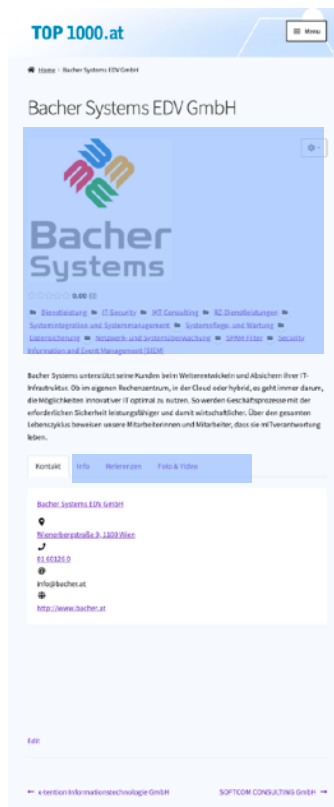 TOP 1000.at
Menu
Home › Bacher Systems EDV GmbH
Bacher Systems EDV GmbH
Bacher
Systems
0.00 (0)
Dienstleistung IT-Security IKT-Consulting RZ-Dienstleistungen
Systemintegration und Systemmanagement Systempflege- und Wartung
Datensicherung Netzwerk- und Systemüberwachung SPAM-Filter Security
Information and Event Management (SIEM)
Bacher Systems unterstützt seine Kunden beim Weiterentwickeln und Absichern ihrer IT-
Infrastruktur. Ob im eigenen Rechenzentrum, in der Cloud oder hybrid, es geht immer darum,
die Möglichkeiten innovativer IT optimal zu nutzen. So werden Geschäftsprozesse mit der
erforderlichen Sicherheit leistungsfähiger und damit wirtschaftlicher. Über den gesamten
Lebenszyklus beweisen unsere Mitarbeiterinnen und Mitarbeiter, dass sie mITverantwortung
leben.
Kontakt Info Referenzen Foto & Video
Bacher Systems EDV GmbH
Wienerbergstraße 9, 1100 Wien
01 60126 0
info@bacher.at
http://www.bacher.at
Edit
← x-tention Informationstechnologie GmbH SOFTCOM CONSULTING GmbH →